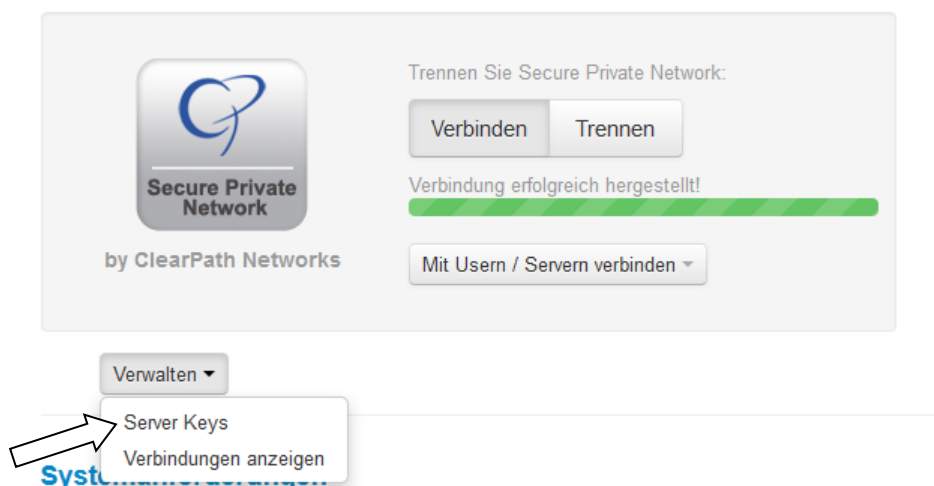 Trennen Sie Secure Private Network:
Verbinden Trennen
Secure Private
Network
Verbindung erfolgreich hergestellt!
by ClearPath Networks
Mit Usern / Servern verbinden
Verwalten
Server Keys
Verbindungen anzeigen